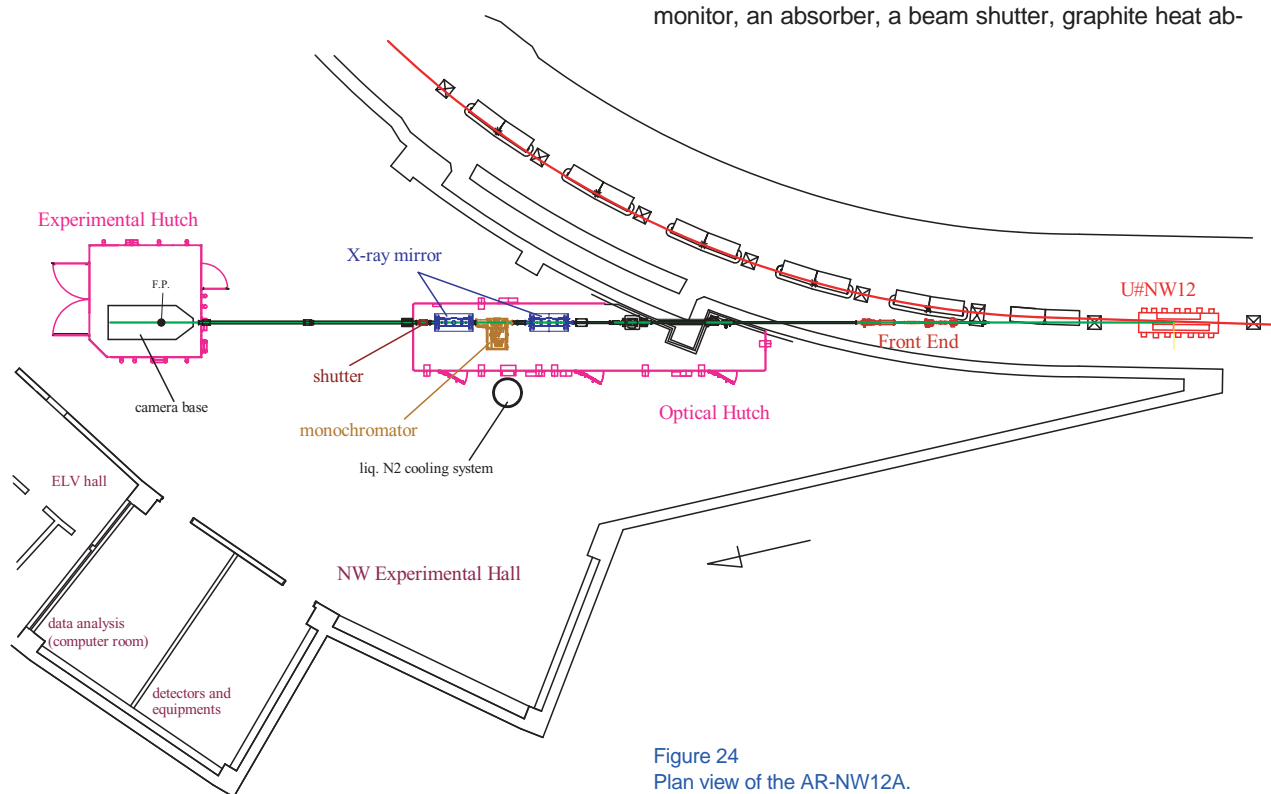 monitor, an absorber, a beam shutter, graphite heat ab-
Experimental Hutch
X-ray mirror
F.P.
U#NW12
Front End
shutter
camera base
monochromator
Optical Hutch
liq. N2 cooling system
ELV hall
NW Experimental Hall
data analysis
(computer room)
detectors and
equipments
Figure 24
Plan view of the AR-NW12A.